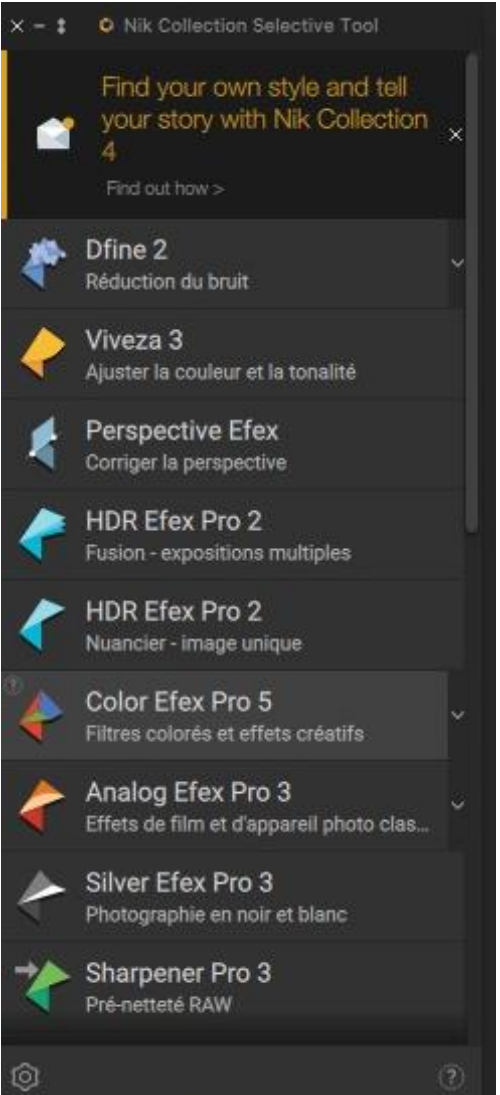 Nik Collection Selective Tool
Find your own style and tell
your story with Nik Collection
4
Find out how >
Dfine 2
Réduction du bruit
Viveza 3
Ajuster la couleur et la tonalité
Perspective Efex
Corriger la perspective
HDR Efex Pro 2
Fusion - expositions multiples
HDR Efex Pro 2
Nuancier - image unique
Color Efex Pro 5
Filtres colorés et effets créatifs
Analog Efex Pro 3
Effets de film et d'appareil photo clas...
Silver Efex Pro 3
Photographie en noir et blanc
Sharpener Pro 3
Pré-netteté RAW